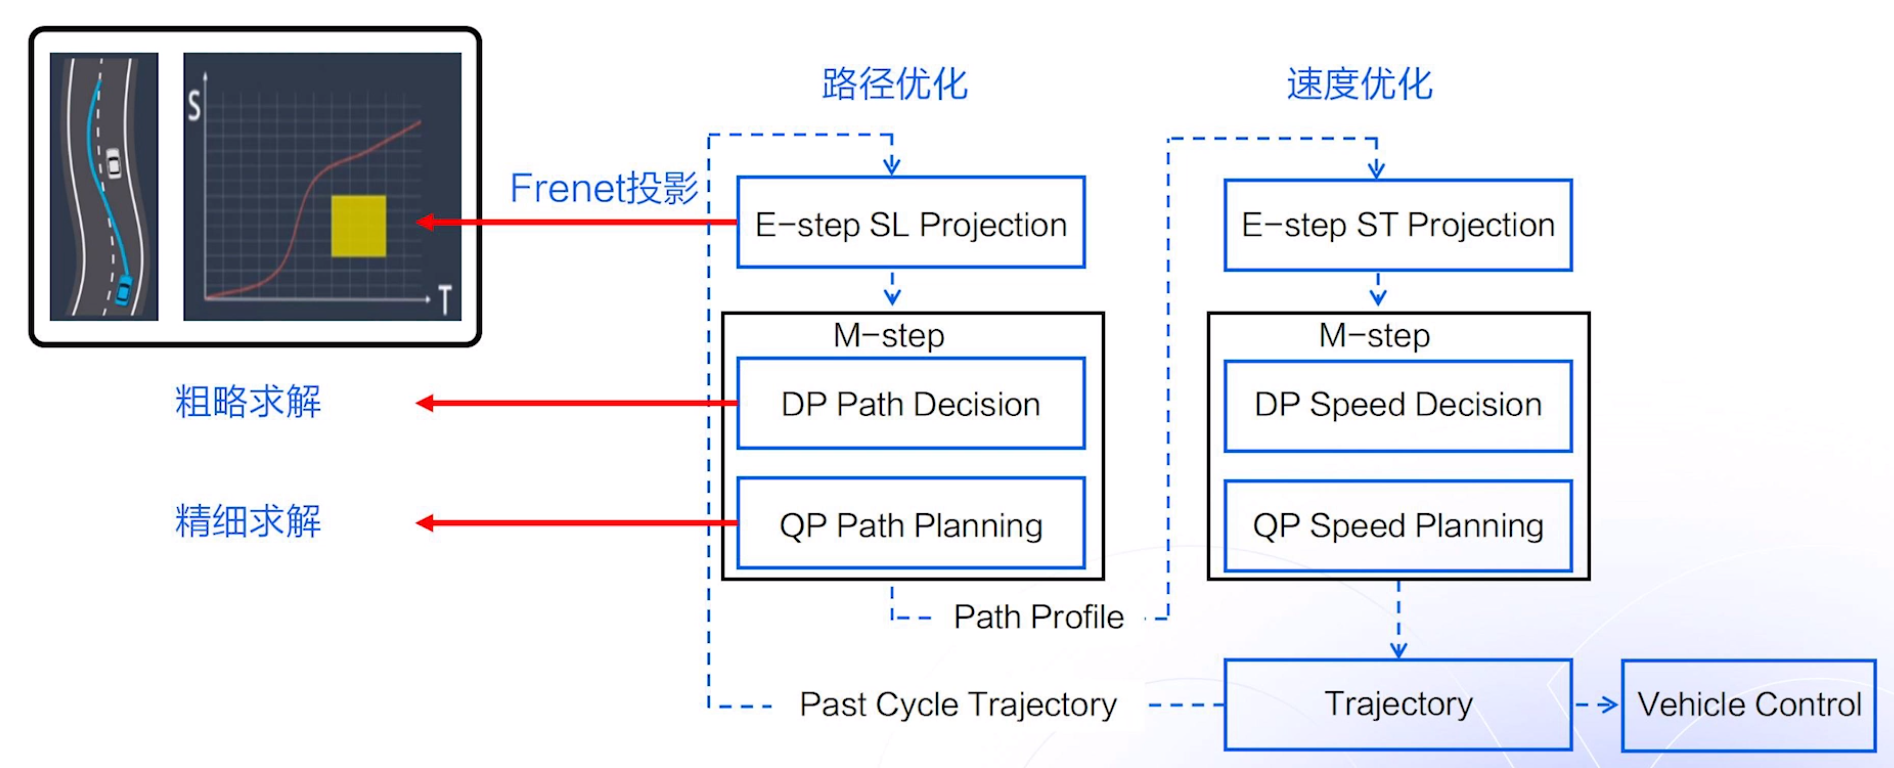 路径优化
速度优化
S
T
Frenet投影
E-step SL Projection
E-step ST Projection
M-step
M-step
粗略求解
DP Path Decision
DP Speed Decision
精细求解
QP Path Planning
QP Speed Planning
Path Profile
Past Cycle Trajectory
Trajectory
Vehicle Control